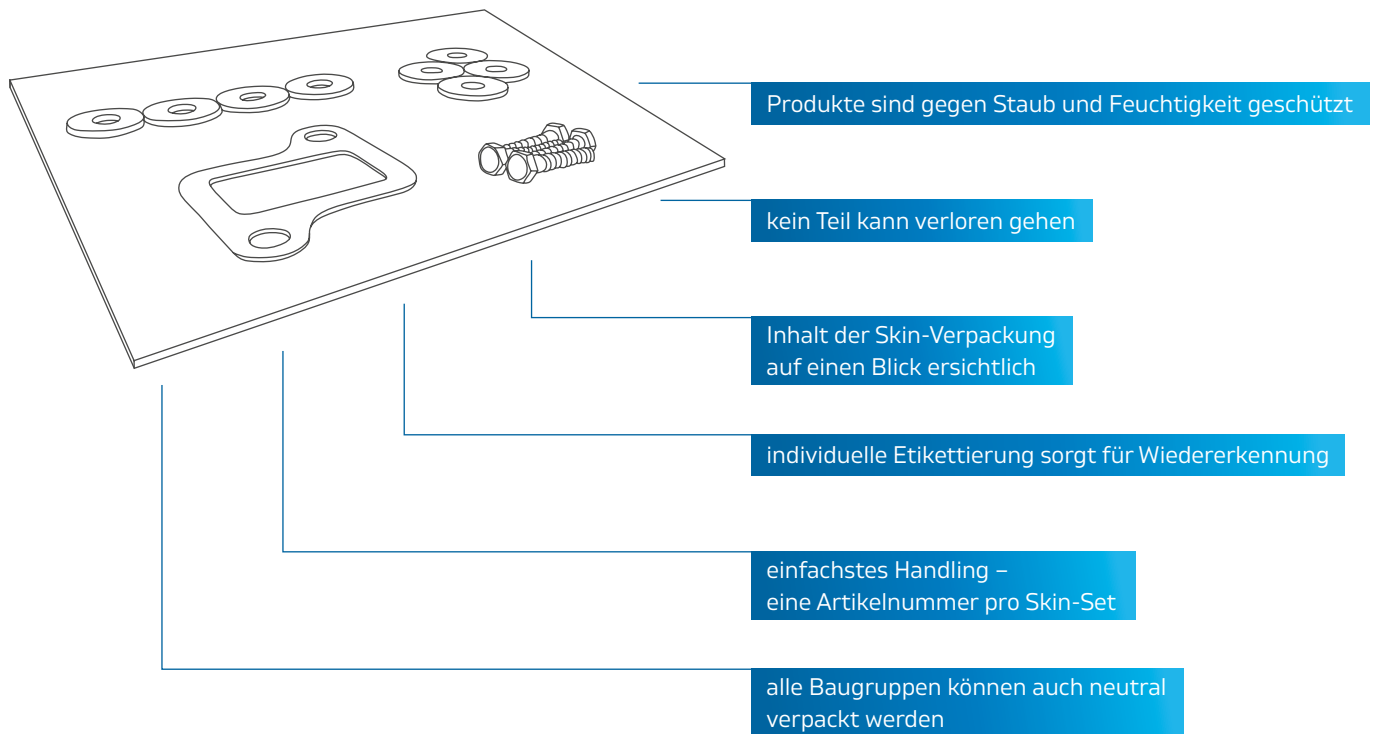 Produkte sind gegen Staub und Feuchtigkeit geschützt
kein Teil kann verloren gehen
Inhalt der Skin-Verpackung
auf einen Blick ersichtlich
individuelle Etikettierung sorgt für Wiedererkennung
einfachstes Handling –
eine Artikelnummer pro Skin-Set
alle Baugruppen können auch neutral
verpackt werden